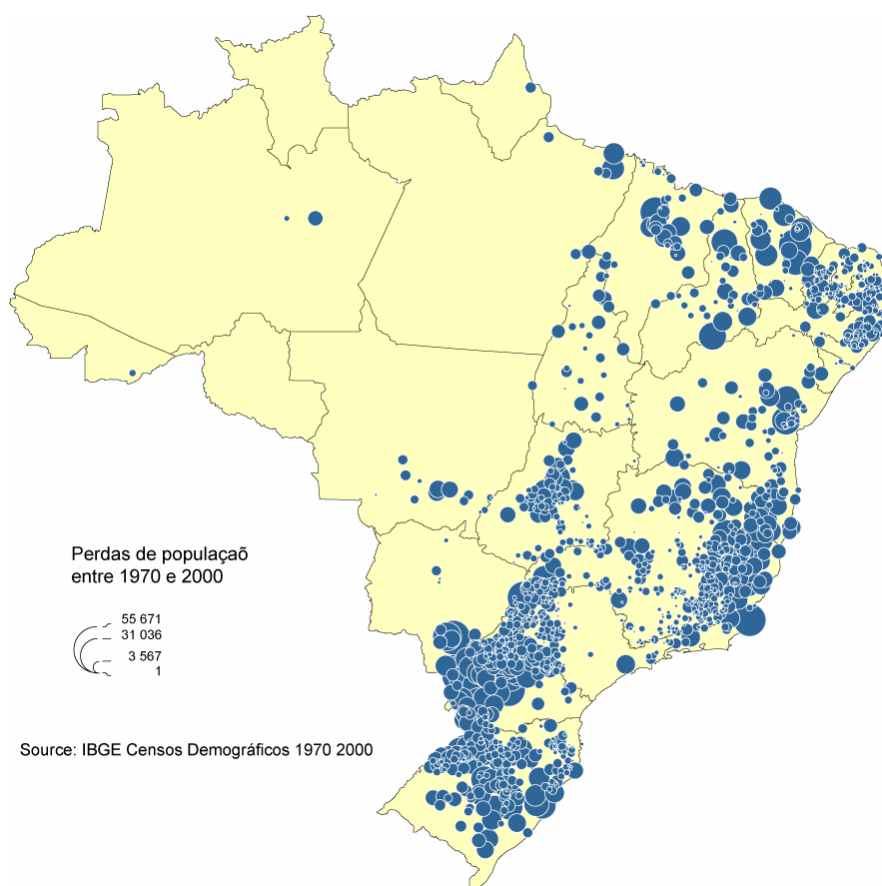 Perdas de populaçaõ
entre 1970 e 2000
55 671
31 036
3 567
1
Source: IBGE Censos Demográficos 1970 2000